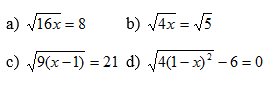 a) √(16x) = 8 b) √(4x) = √5
c) √(9(x−1)) = 21 d) √(4(1−x)²) − 6 = 0